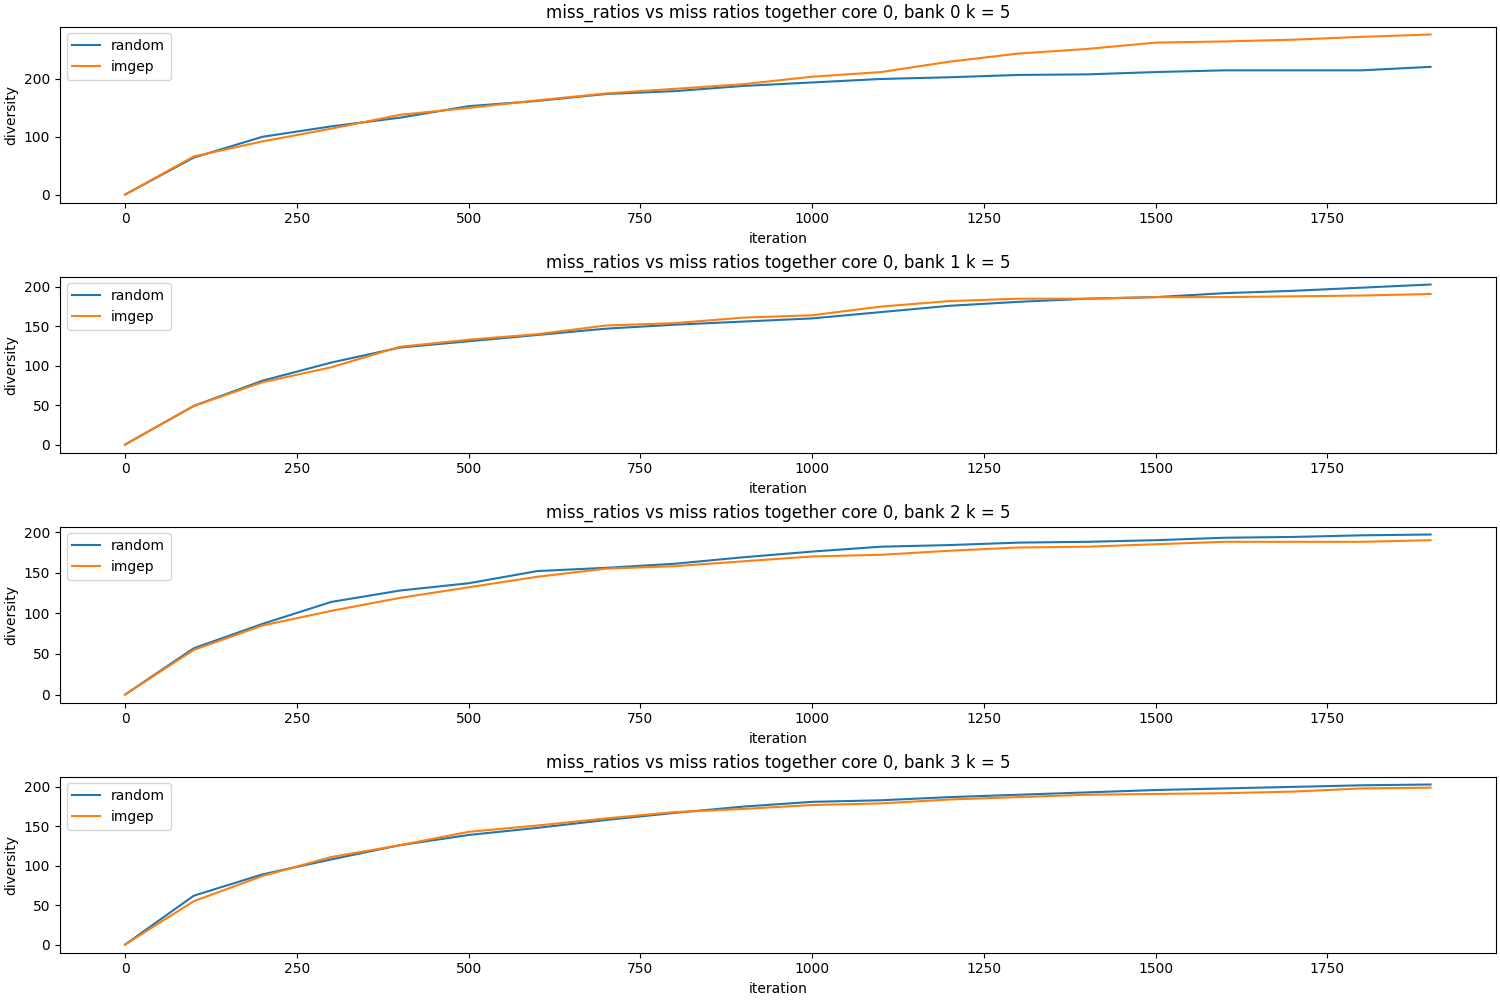 miss_ratios vs miss ratios together core 0, bank 0 k = 5
random
imgep
diversity
200
100
0
0 250 500 750 1000 1250 1500 1750
iteration
miss_ratios vs miss ratios together core 0, bank 1 k = 5
random
imgep
diversity
200
150
100
50
0
0 250 500 750 1000 1250 1500 1750
iteration
miss_ratios vs miss ratios together core 0, bank 2 k = 5
random
imgep
diversity
200
150
100
50
0
0 250 500 750 1000 1250 1500 1750
iteration
miss_ratios vs miss ratios together core 0, bank 3 k = 5
random
imgep
diversity
200
150
100
50
0
0 250 500 750 1000 1250 1500 1750
iteration